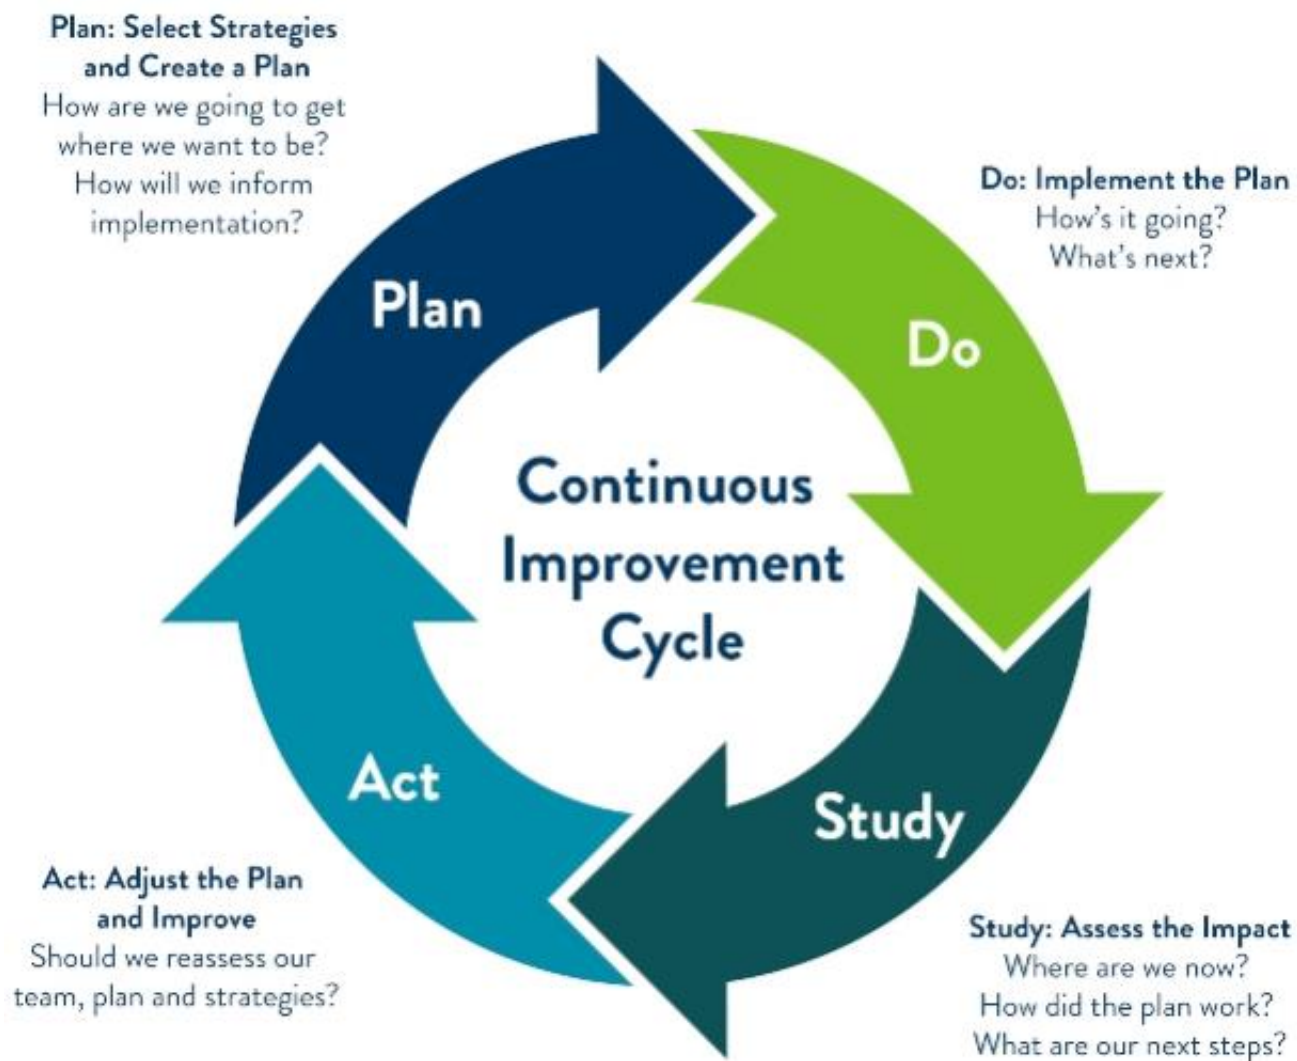 Plan: Select Strategies
and Create a Plan
How are we going to get
where we want to be?
How will we inform
implementation?
Do: Implement the Plan
How's it going?
What's next?
Plan
Do
Continuous
Improvement
Cycle
Act
Study
Act: Adjust the Plan
and Improve
Should we reassess our
team, plan and strategies?
Study: Assess the Impact
Where are we now?
How did the plan work?
What are our next steps?